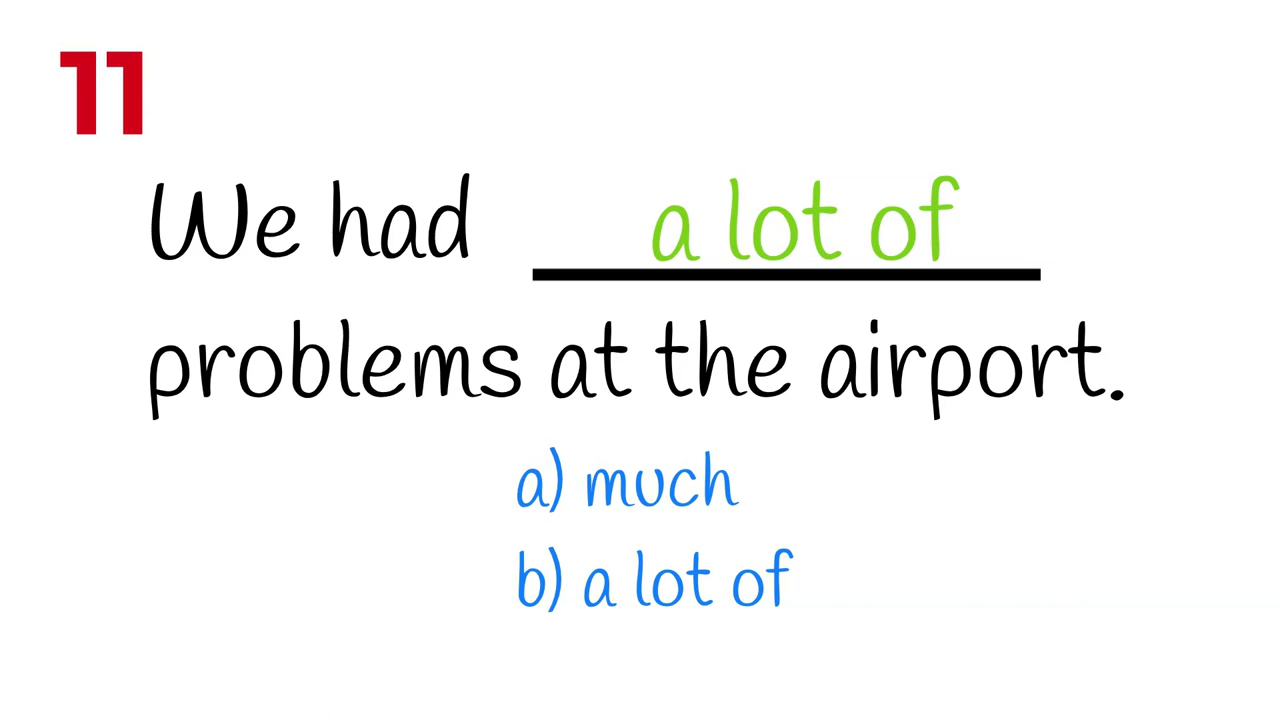 11
We had a lot of
problems at the airport.
a) much
b) a lot of